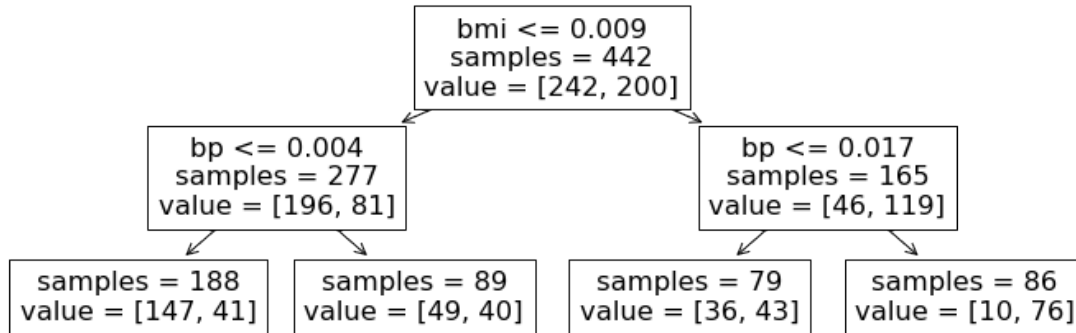 bmi <= 0.009
samples = 442
value = [242, 200]
bp <= 0.004
samples = 277
value = [196, 81]
bp <= 0.017
samples = 165
value = [46, 119]
samples = 188
value = [147, 41]
samples = 89
value = [49, 40]
samples = 79
value = [36, 43]
samples = 86
value = [10, 76]